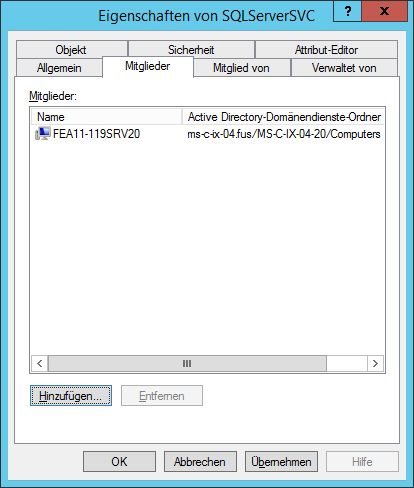 Eigenschaften von SQLServerSVC
? x
Objekt Sicherheit Attribut-Editor
Allgemein Mitglieder Mitglied von Verwaltet von
Mitglieder:
Name Active Directory-Domänendienste-Ordner
FEA11-119SRV20 ms-c-ix-04.fus/MS-C-IX-04-20/Computers
Hinzufügen... Entfernen
OK Abbrechen Übernehmen Hilfe